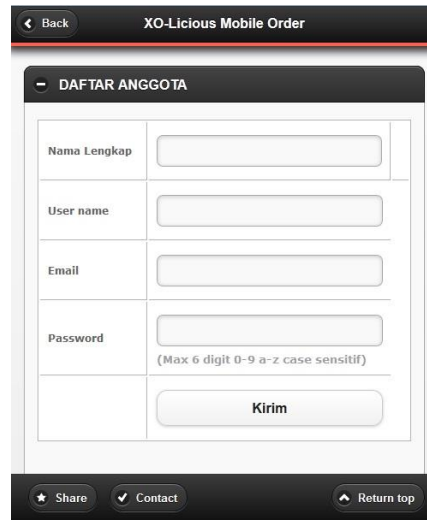 Back
XO-Licious Mobile Order
DAFTAR ANGGOTA
Nama Lengkap
User name
Email
Password
(Max 6 digit 0-9 a-z case sensitif)
Kirim
Share
Contact
Return top